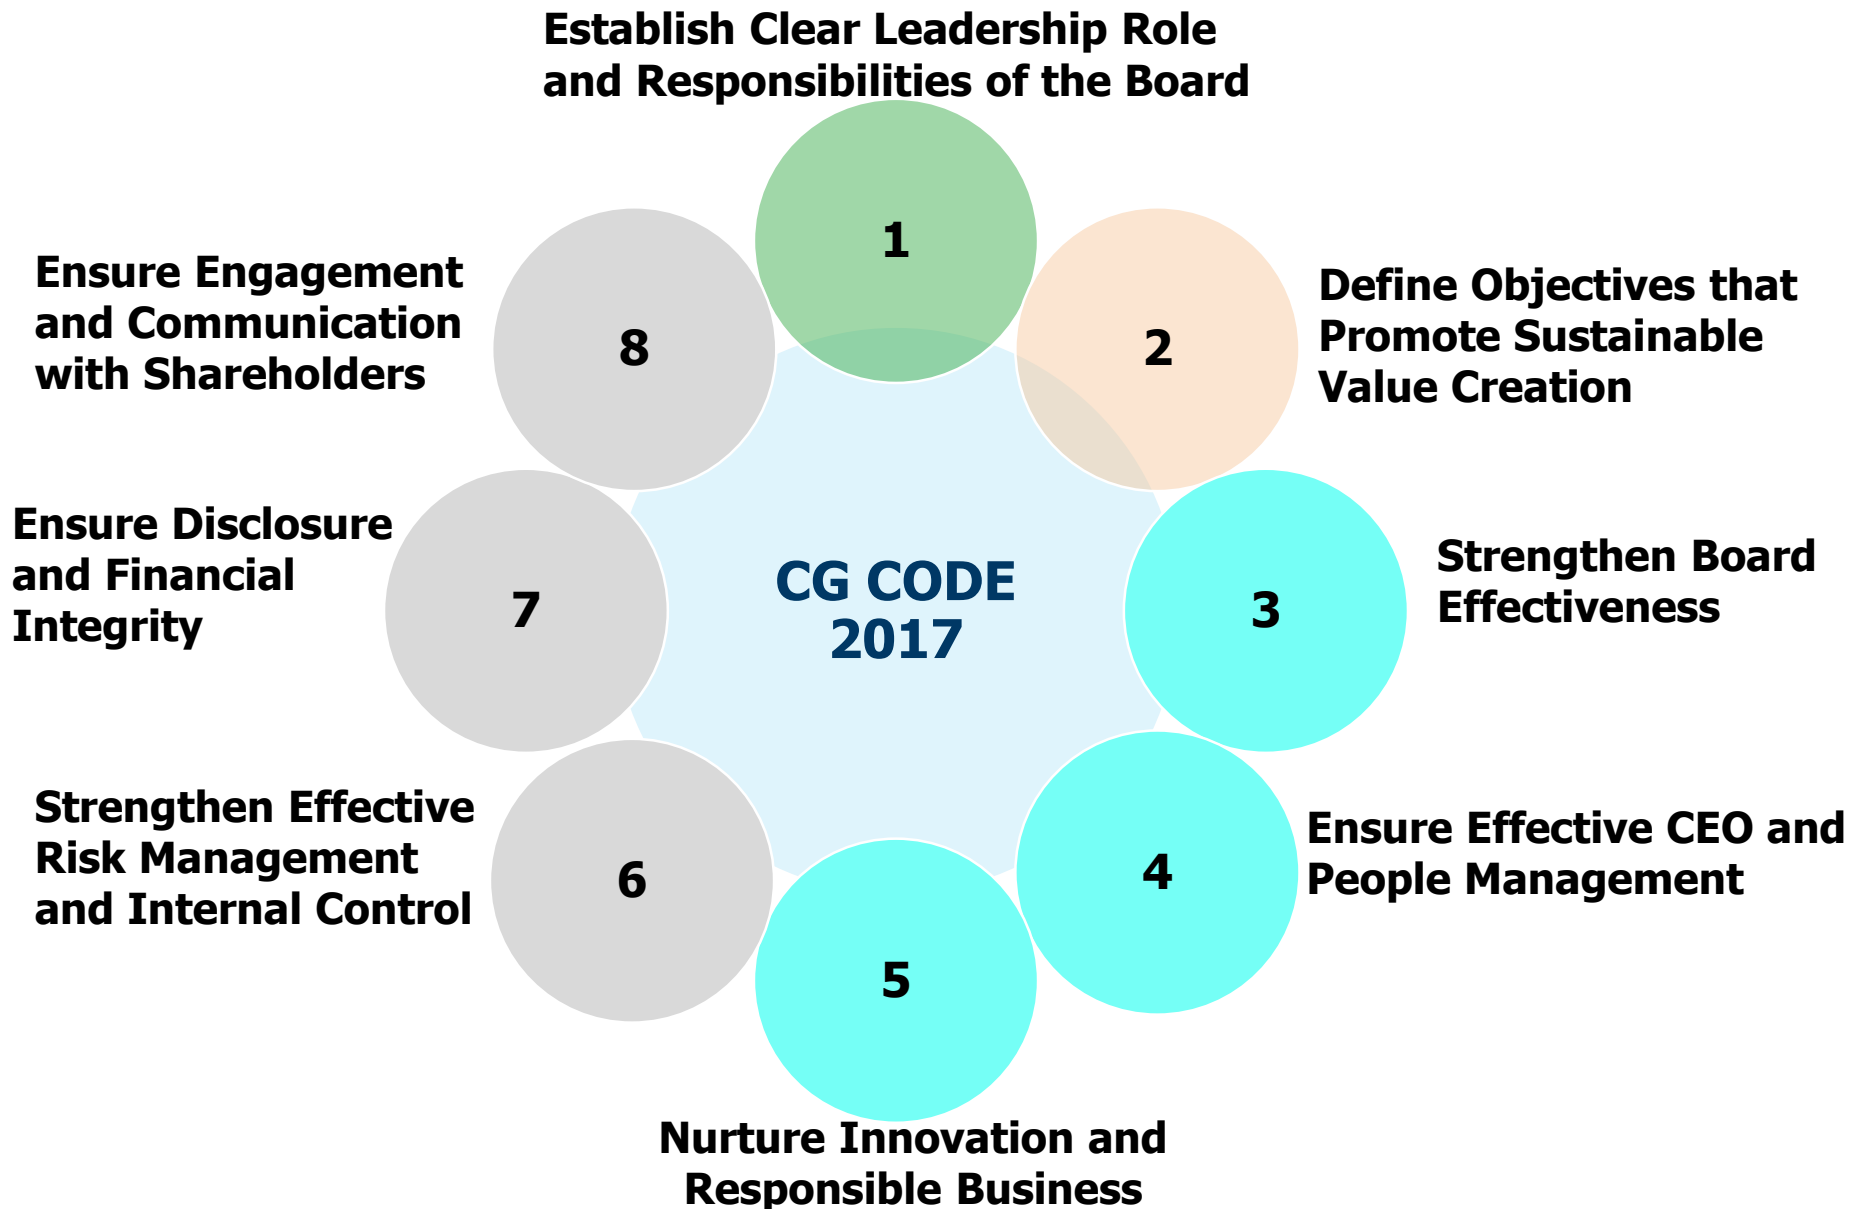 Establish Clear Leadership Role
and Responsibilities of the Board
1
2
Define Objectives that
Promote Sustainable
Value Creation
3
Strengthen Board
Effectiveness
4
Ensure Effective CEO and
People Management
5
Nurture Innovation and
Responsible Business
6
Strengthen Effective
Risk Management
and Internal Control
7
Ensure Disclosure
and Financial
Integrity
8
Ensure Engagement
and Communication
with Shareholders
CG CODE
2017